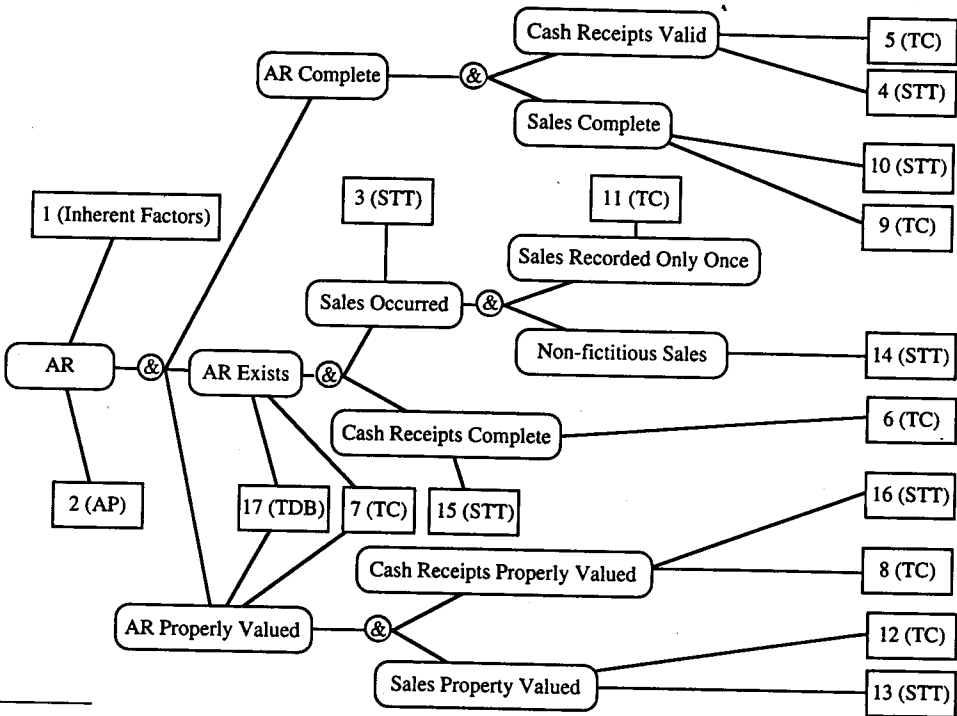 Cash Receipts Valid
5 (TC)
AR Complete
&
4 (STT)
Sales Complete
10 (STT)
3 (STT)
11 (TC)
1 (Inherent Factors)
9 (TC)
Sales Recorded Only Once
Sales Occurred
&
AR
&
AR Exists
&
Non-fictitious Sales
14 (STT)
Cash Receipts Complete
6 (TC)
2 (AP)
17 (TDB)
7 (TC)
15 (STT)
16 (STT)
Cash Receipts Properly Valued
8 (TC)
AR Properly Valued
&
12 (TC)
Sales Property Valued
13 (STT)